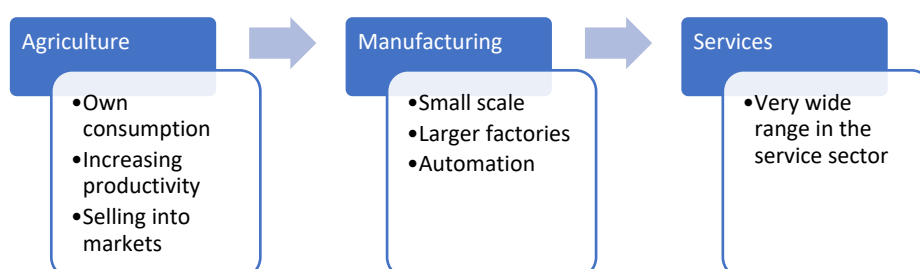 Agriculture
•Own
consumption
•Increasing
productivity
•Selling into
markets
Manufacturing
•Small scale
•Larger factories
•Automation
Services
•Very wide
range in the
service sector